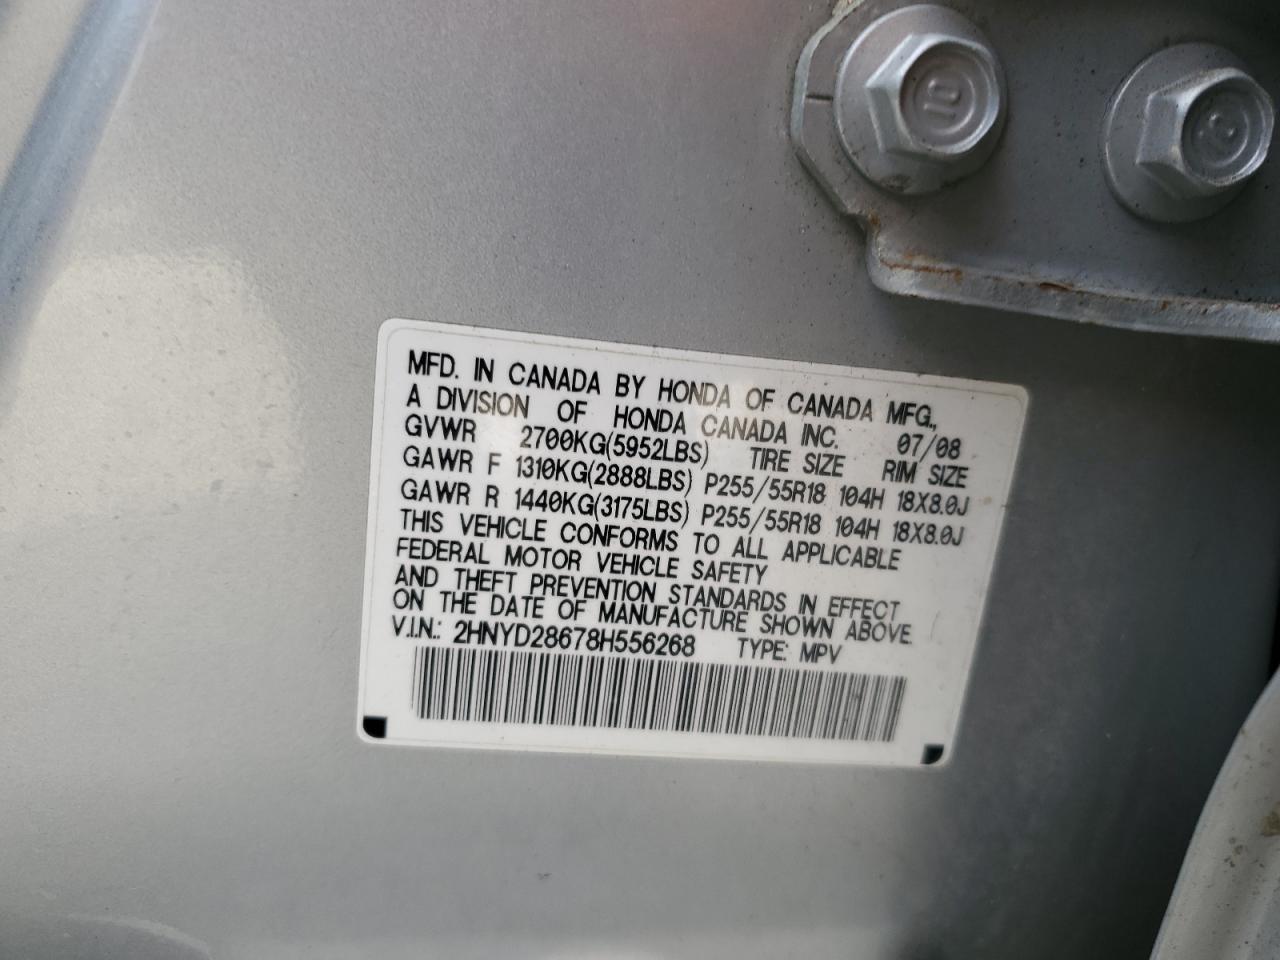 10
MFD. IN CANADA BY HONDA OF CANADA MFG.,
A DIVISION OF HONDA CANADA INC. 07/08
GVWR 2700KG(5952LBS) TIRE SIZE RIM SIZE
GAWR F 1310KG(2888LBS) P255/55R18 104H 18X8.0J
GAWR R 1440KG(3175LBS) P255/55R18 104H 18X8.0J
THIS VEHICLE CONFORMS TO ALL APPLICABLE
FEDERAL MOTOR VEHICLE SAFETY
AND THEFT PREVENTION STANDARDS IN EFFECT
ON THE DATE OF MANUFACTURE SHOWN ABOVE
V.I.N.: 2HNYD28678H556268 TYPE: MPV